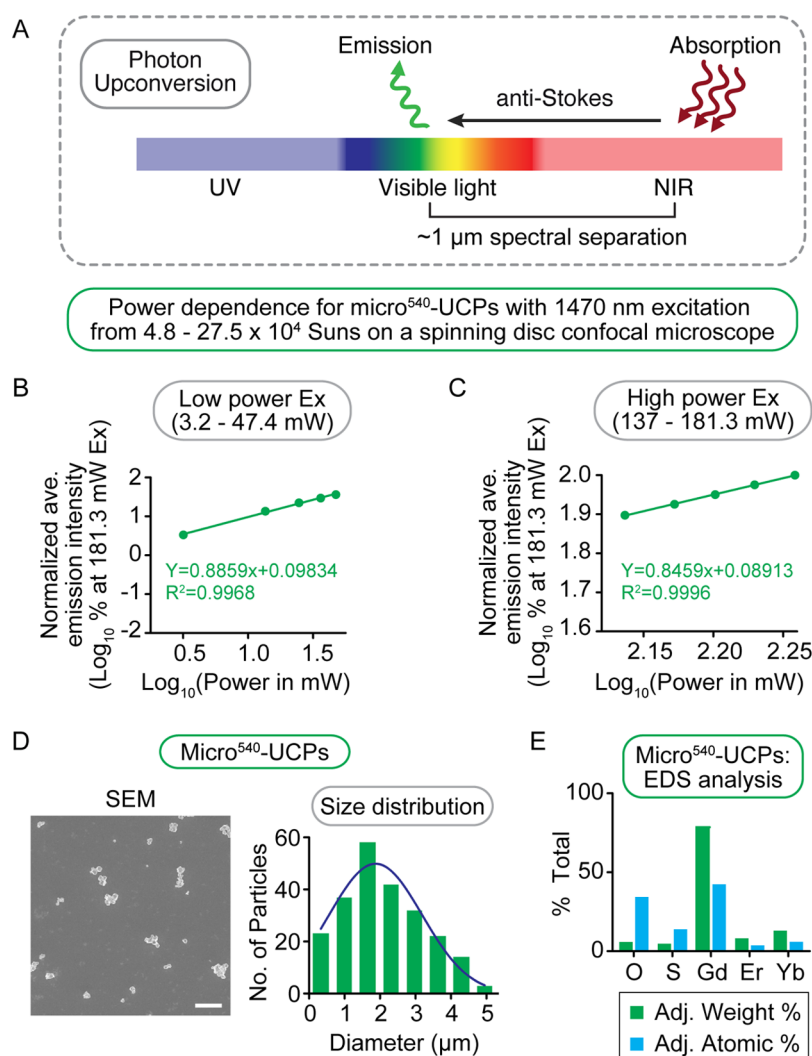 A
Photon
Upconversion
Emission
Absorption
anti-Stokes
UV
Visible light
NIR
~1 µm spectral separation
Power dependence for micro⁵⁴⁰-UCPs with 1470 nm excitation
from 4.8 - 27.5 x 10⁴ Suns on a spinning disc confocal microscope
B
Low power Ex
(3.2 - 47.4 mW)
Normalized ave.
emission intensity
(Log₁₀ % at 181.3 mW Ex)
2
1
0
-1
-2
Y=0.8859x+0.09834
R²=0.9968
0.5
1.0
1.5
Log₁₀(Power in mW)
C
High power Ex
(137 - 181.3 mW)
Normalized ave.
emission intensity
(Log₁₀ % at 181.3 mW Ex)
2.0
1.9
1.8
1.7
1.6
Y=0.8459x+0.08913
R²=0.9996
2.15
2.20
2.25
Log₁₀(Power in mW)
D
Micro⁵⁴⁰-UCPs
SEM
Size distribution
No. of Particles
60
40
20
0
0
1
2
3
4
5
Diameter (µm)
E
Micro⁵⁴⁰-UCPs:
EDS analysis
% Total
100
50
0
O
S
Gd
Er
Yb
Adj. Weight %
Adj. Atomic %